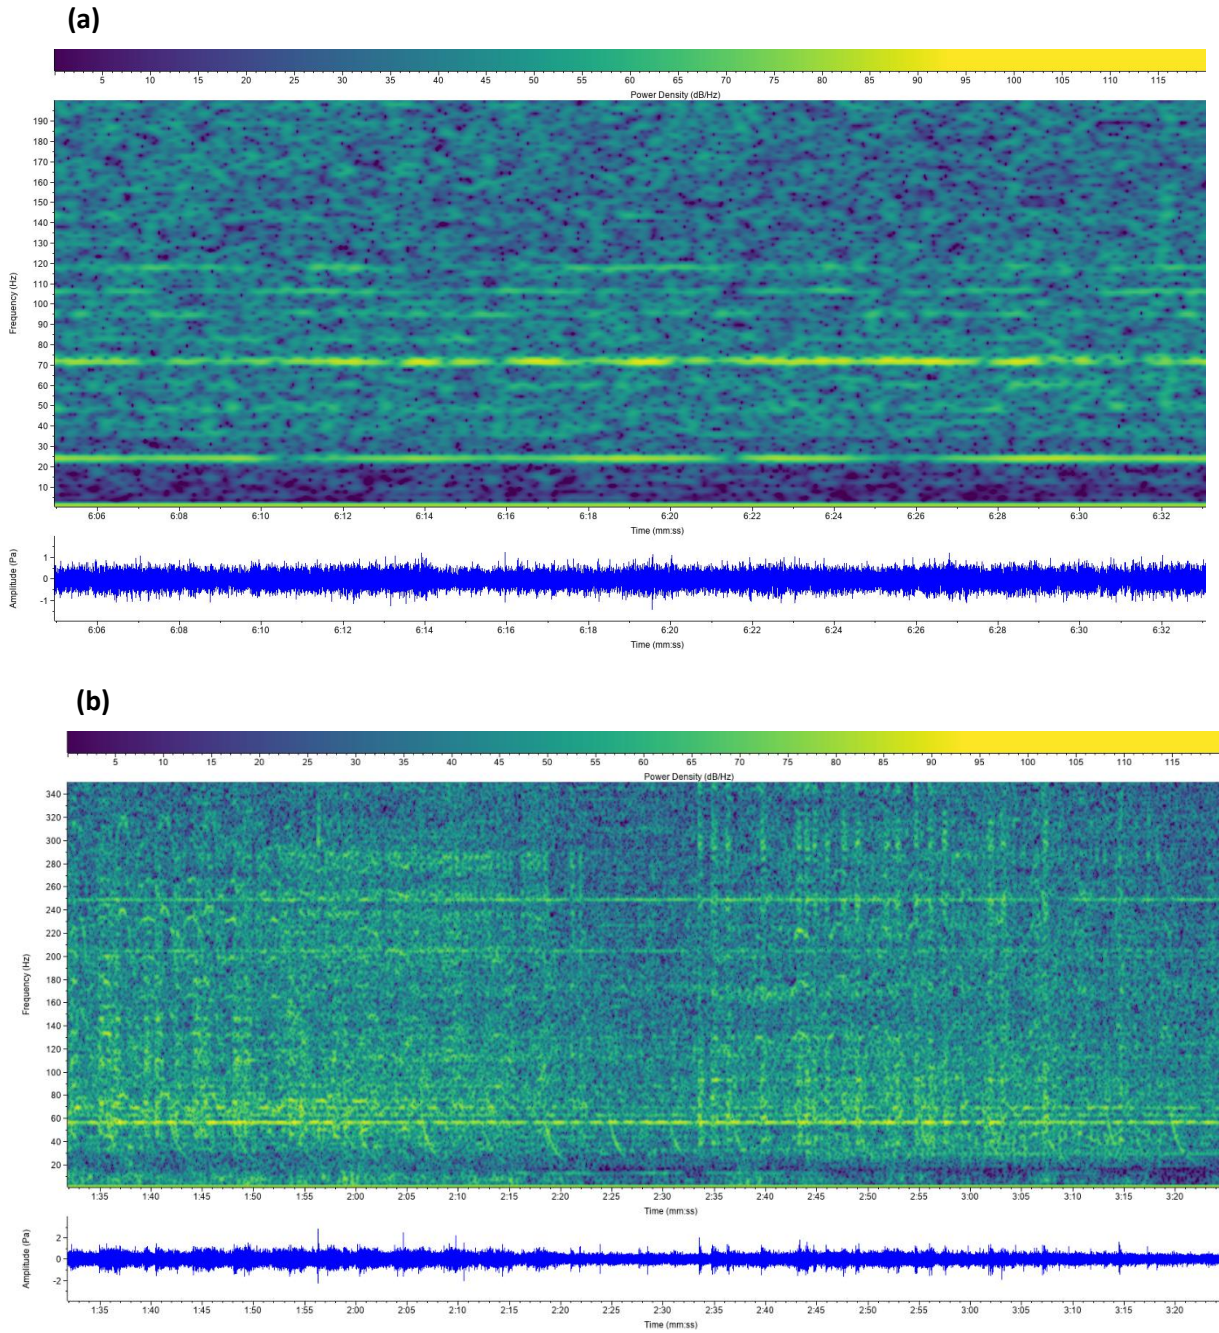 (a)
5 10 15 20 25 30 35 40 45 50 55 60 65 70 75 80 85 90 95 100 105 110 115
Power Density (dB/Hz)
190
180
170
160
150
140
130
120
110
100
90
80
70
60
50
40
30
20
10
Frequency (Hz)
6:06 6:08 6:10 6:12 6:14 6:16 6:18 6:20 6:22 6:24 6:26 6:28 6:30 6:32
Time (mm:ss)
1
0
-1
Amplitude (Pa)
6:06 6:08 6:10 6:12 6:14 6:16 6:18 6:20 6:22 6:24 6:26 6:28 6:30 6:32
Time (mm:ss)
(b)
5 10 15 20 25 30 35 40 45 50 55 60 65 70 75 80 85 90 95 100 105 110 115
Power Density (dB/Hz)
340
320
300
280
260
240
220
200
180
160
140
120
100
80
60
40
20
Frequency (Hz)
1:35 1:40 1:45 1:50 1:55 2:00 2:05 2:10 2:15 2:20 2:25 2:30 2:35 2:40 2:45 2:50 2:55 3:00 3:05 3:10 3:15 3:20
Time (mm:ss)
2
0
-2
Amplitude (Pa)
1:35 1:40 1:45 1:50 1:55 2:00 2:05 2:10 2:15 2:20 2:25 2:30 2:35 2:40 2:45 2:50 2:55 3:00 3:05 3:10 3:15 3:20
Time (mm:ss)